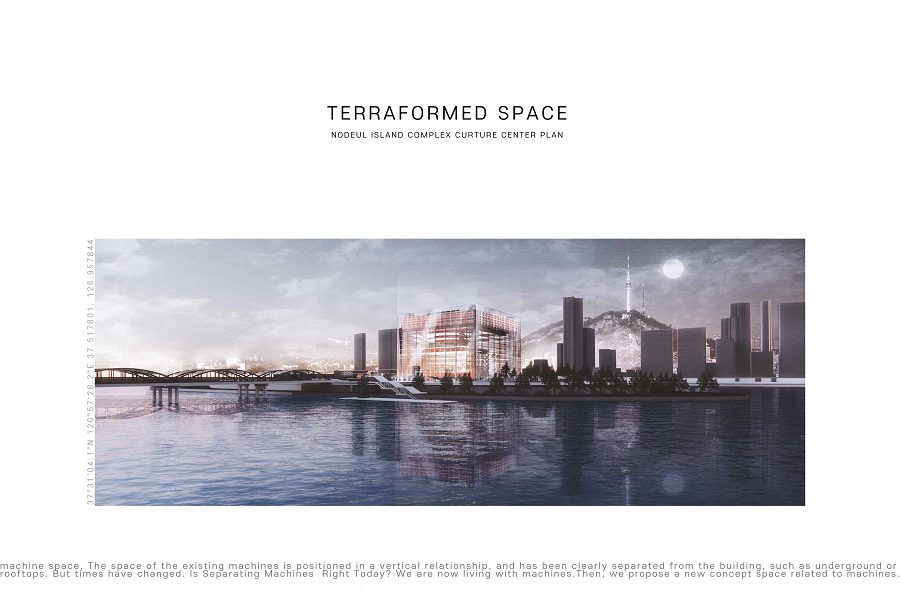 TERRAFORMED SPACE
NODEUL ISLAND COMPLEX CURTURE CENTER PLAN
37°31'04.1"N 126°57'28.2"E 37.517801, 126.957844
machine space, The space of the existing machines is positioned in a vertical relationship, and has been clearly separated from the building, such as underground or
rooftops. But times have changed. Is Separating Machines Right Today? We are now living with machines.Then, we propose a new concept space related to machines.